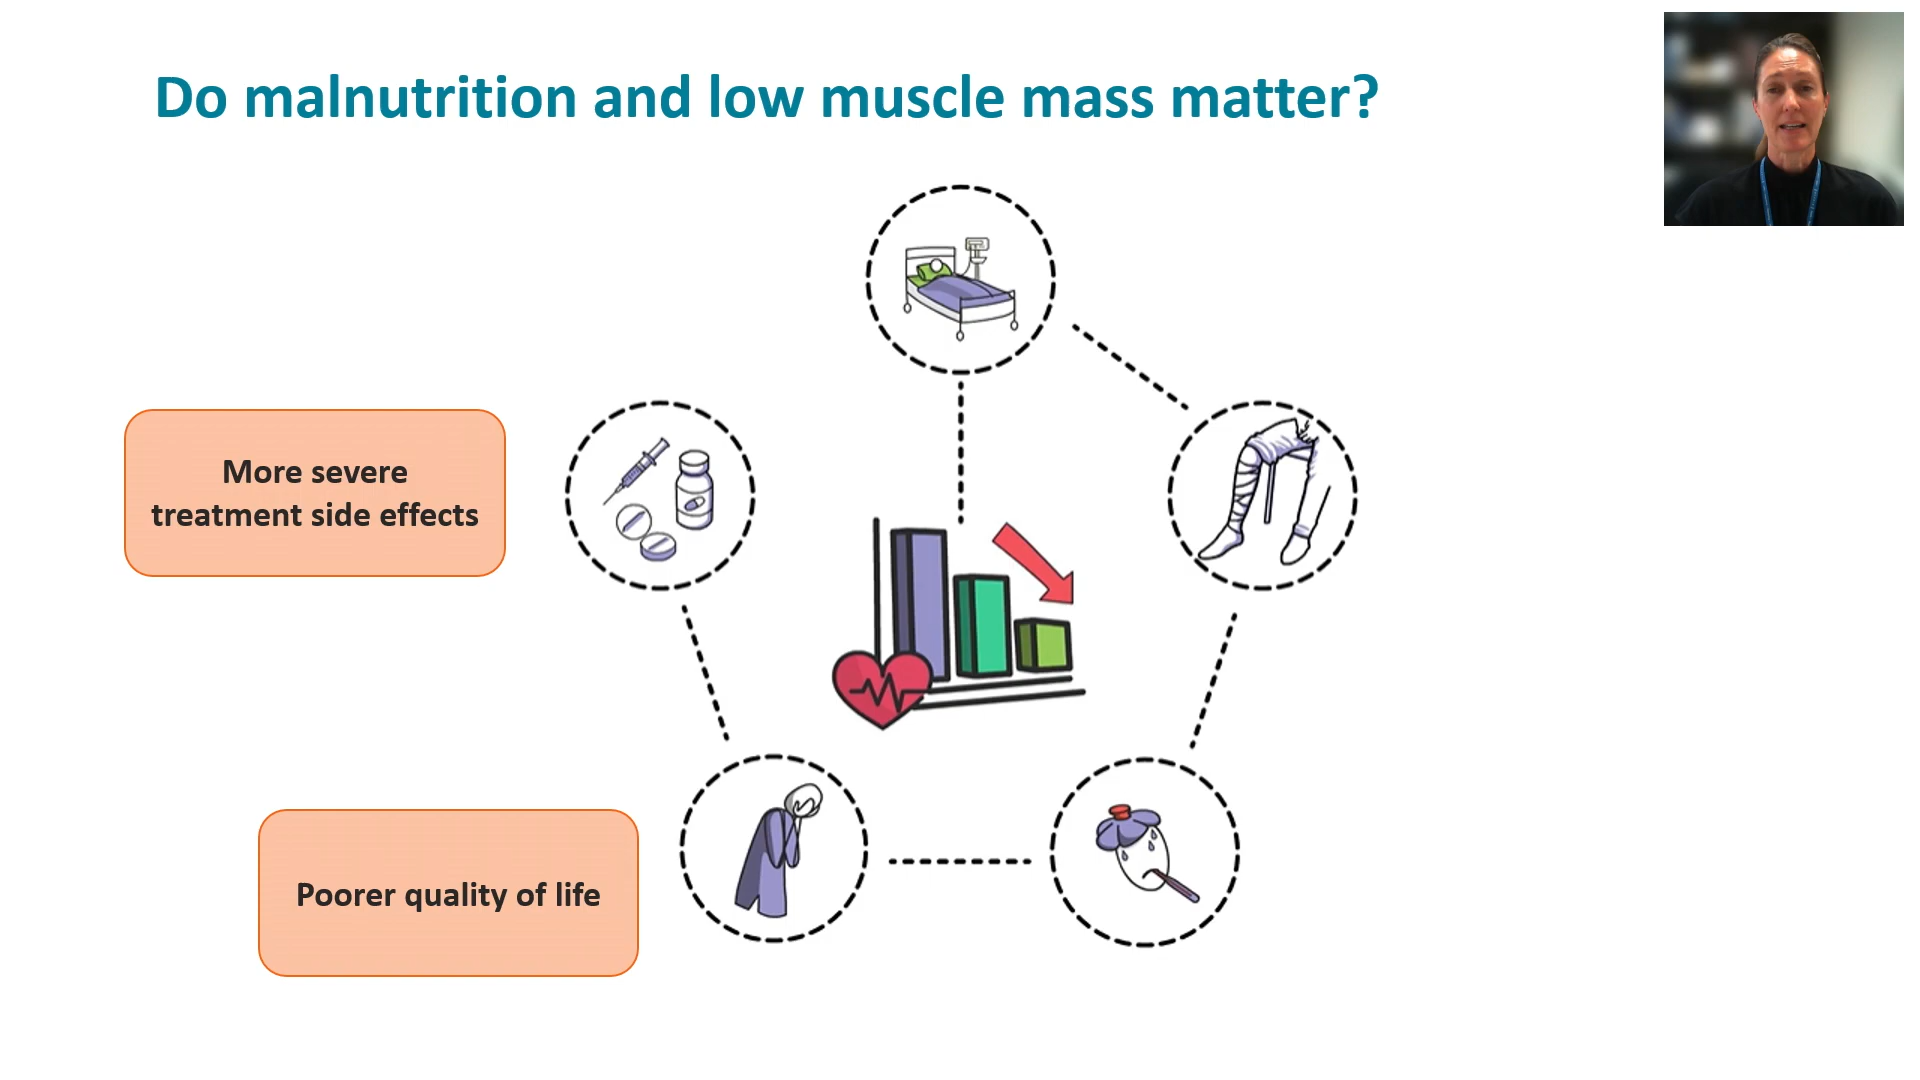 Do malnutrition and low muscle mass matter?
More severe
treatment side effects
Poorer quality of life